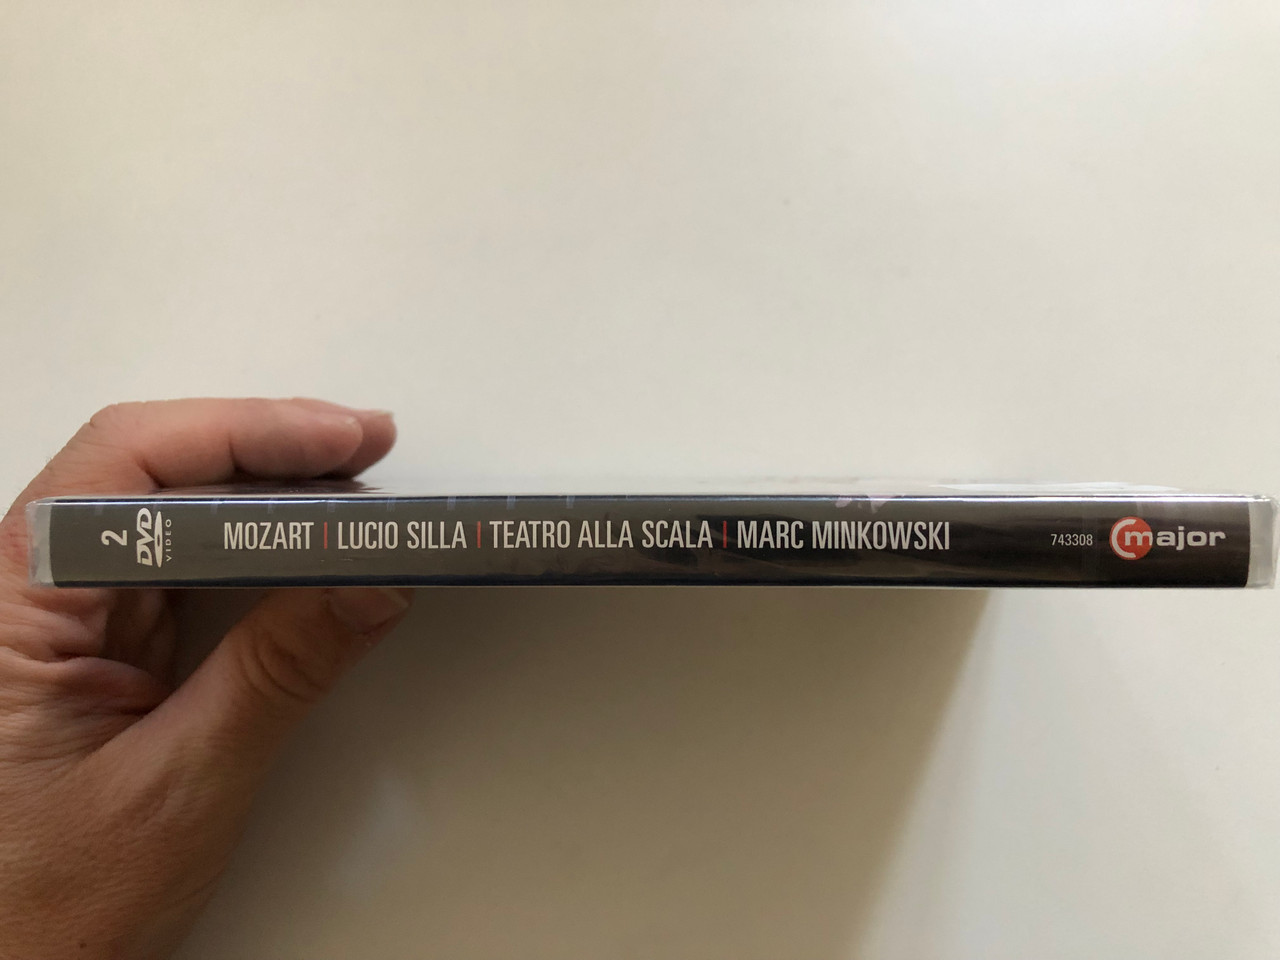 2 DVD VIDEO
MOZART | LUCIO SILLA | TEATRO ALLA SCALA | MARC MINKOWSKI
743308
C major